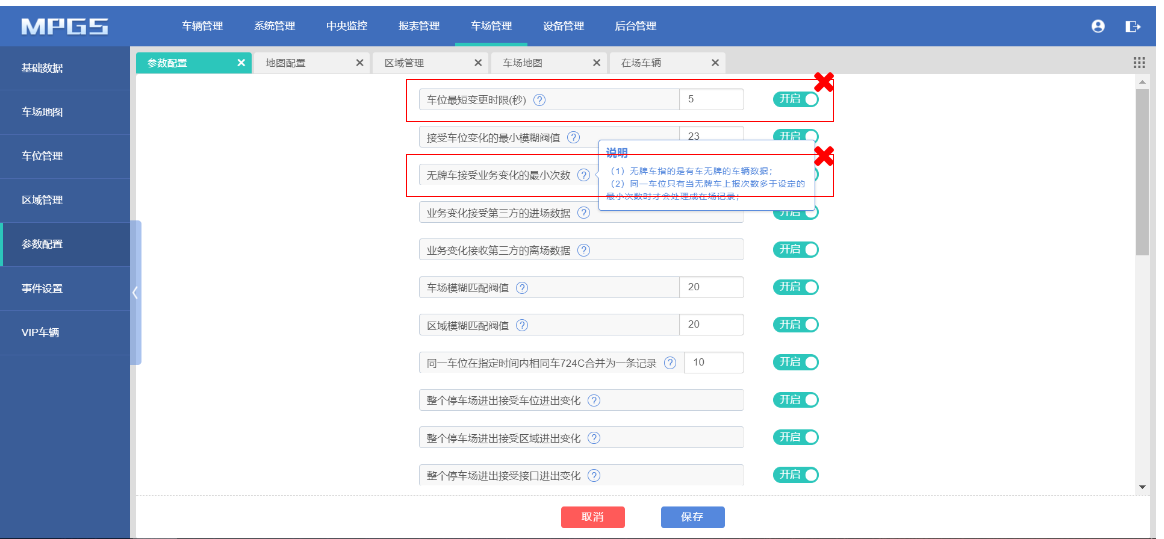 MPGS
车辆管理 系统管理 中央监控 报表管理 车场管理 设备管理 后台管理
基础数据
车场地图
车位管理
区域管理
参数配置
事件设置
VIP车辆
参数配置 地图配置 区域管理 车场地图 在场车辆
车位最短变更时限(秒) ? 5 开启
接受车位变化的最小模糊阀值 ? 23 开启
无牌车接受业务变化的最小次数 ?
说明
（1）无牌车指的是有车无牌的车辆数据；
（2）同一车位只有当无牌车上报次数多于设定的
最小次数时才会处理成在场记录；
业务变化接受第三方的进场数据 ? 开启
业务变化接收第三方的离场数据 ? 开启
车场模糊匹配阀值 ? 20 开启
区域模糊匹配阀值 ? 20 开启
同一车位在指定时间内相同车724C合并为一条记录 ? 10 开启
整个停车场进出接受车位进出变化 ? 开启
整个停车场进出接受区域进出变化 ? 开启
整个停车场进出接受接口进出变化 ? 开启
取消 保存